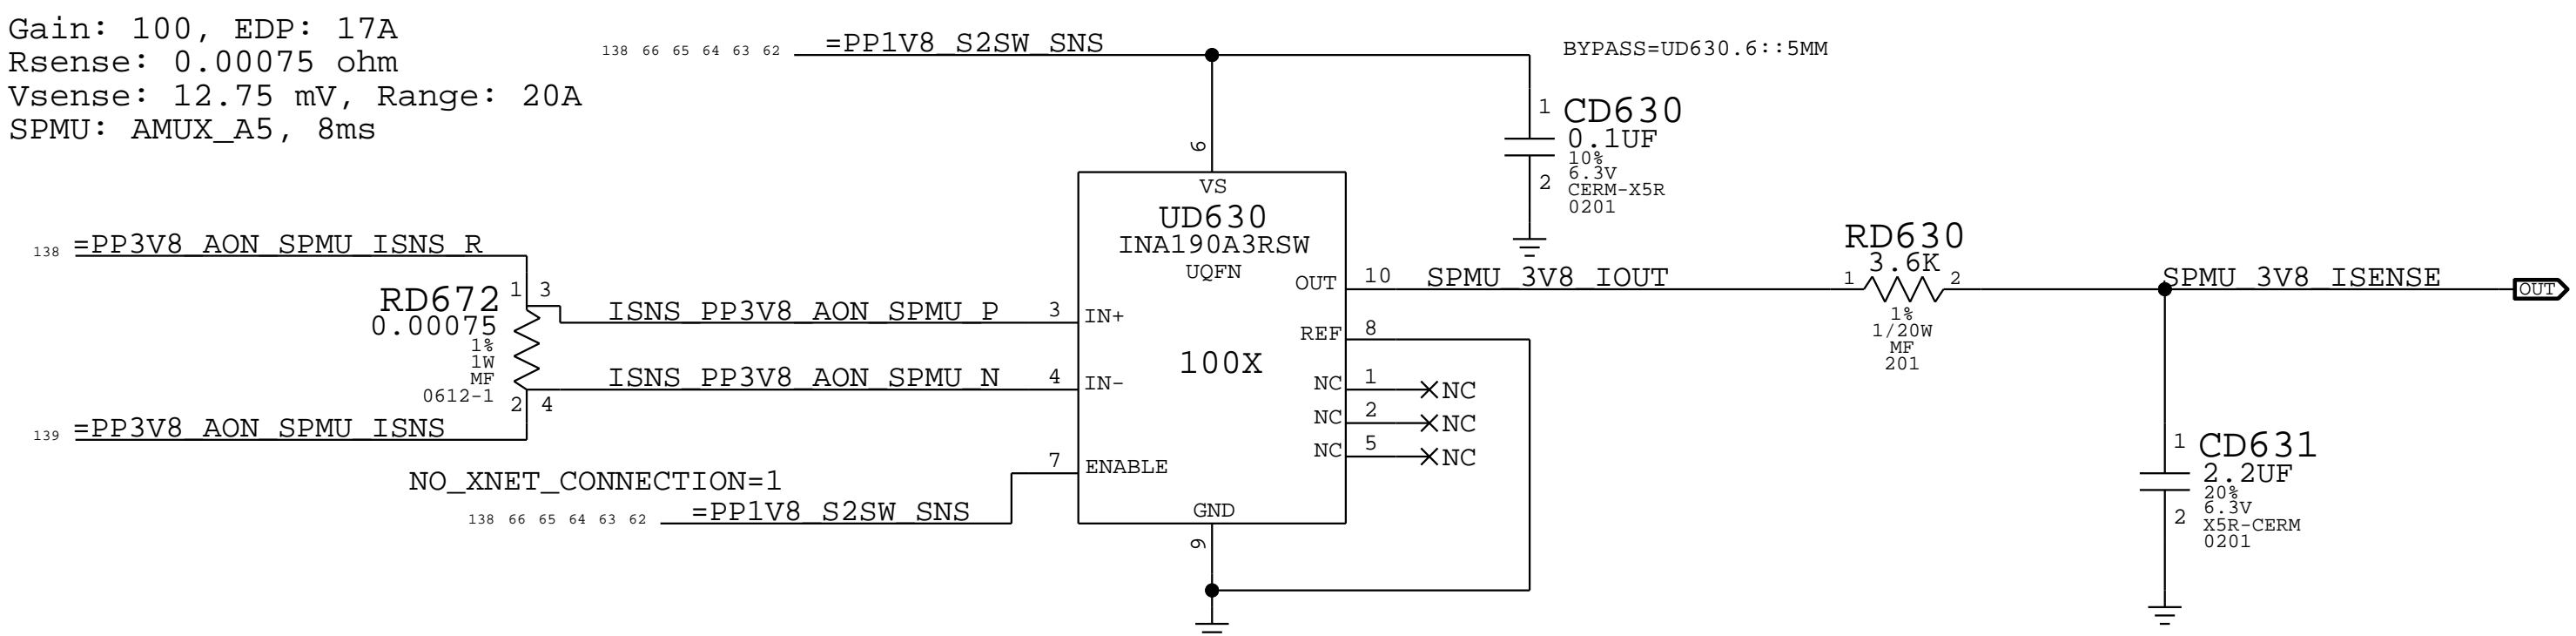 Gain: 100, EDP: 17A
Rsense: 0.00075 ohm
Vsense: 12.75 mV, Range: 20A
SPMU: AMUX_A5, 8ms
138 66 65 64 63 62 =PP1V8_S2SW_SNS
BYPASS=UD630.6::5MM
1 CD630
0.1UF
10%
6.3V
2
CERM-X5R
0201
6
VS
UD630
INA190A3RSW
UQFN
100X
138 =PP3V8_AON_SPMU_ISNS_R
1 3
RD672
0.00075
1%
1W
MF
0612-1
2 4
139 =PP3V8_AON_SPMU_ISNS
ISNS_PP3V8_AON_SPMU_P 3 IN+
ISNS_PP3V8_AON_SPMU_N 4 IN-
7 ENABLE
NO_XNET_CONNECTION=1
138 66 65 64 63 62 =PP1V8_S2SW_SNS
GND
9
OUT 10 SPMU_3V8_IOUT
REF 8
NC 1 NC
NC 2 NC
NC 5 NC
RD630
1 3.6K 2
1%
1/20W
MF
201
SPMU_3V8_ISENSE
OUT
1 CD631
2.2UF
20%
6.3V
2
X5R-CERM
0201